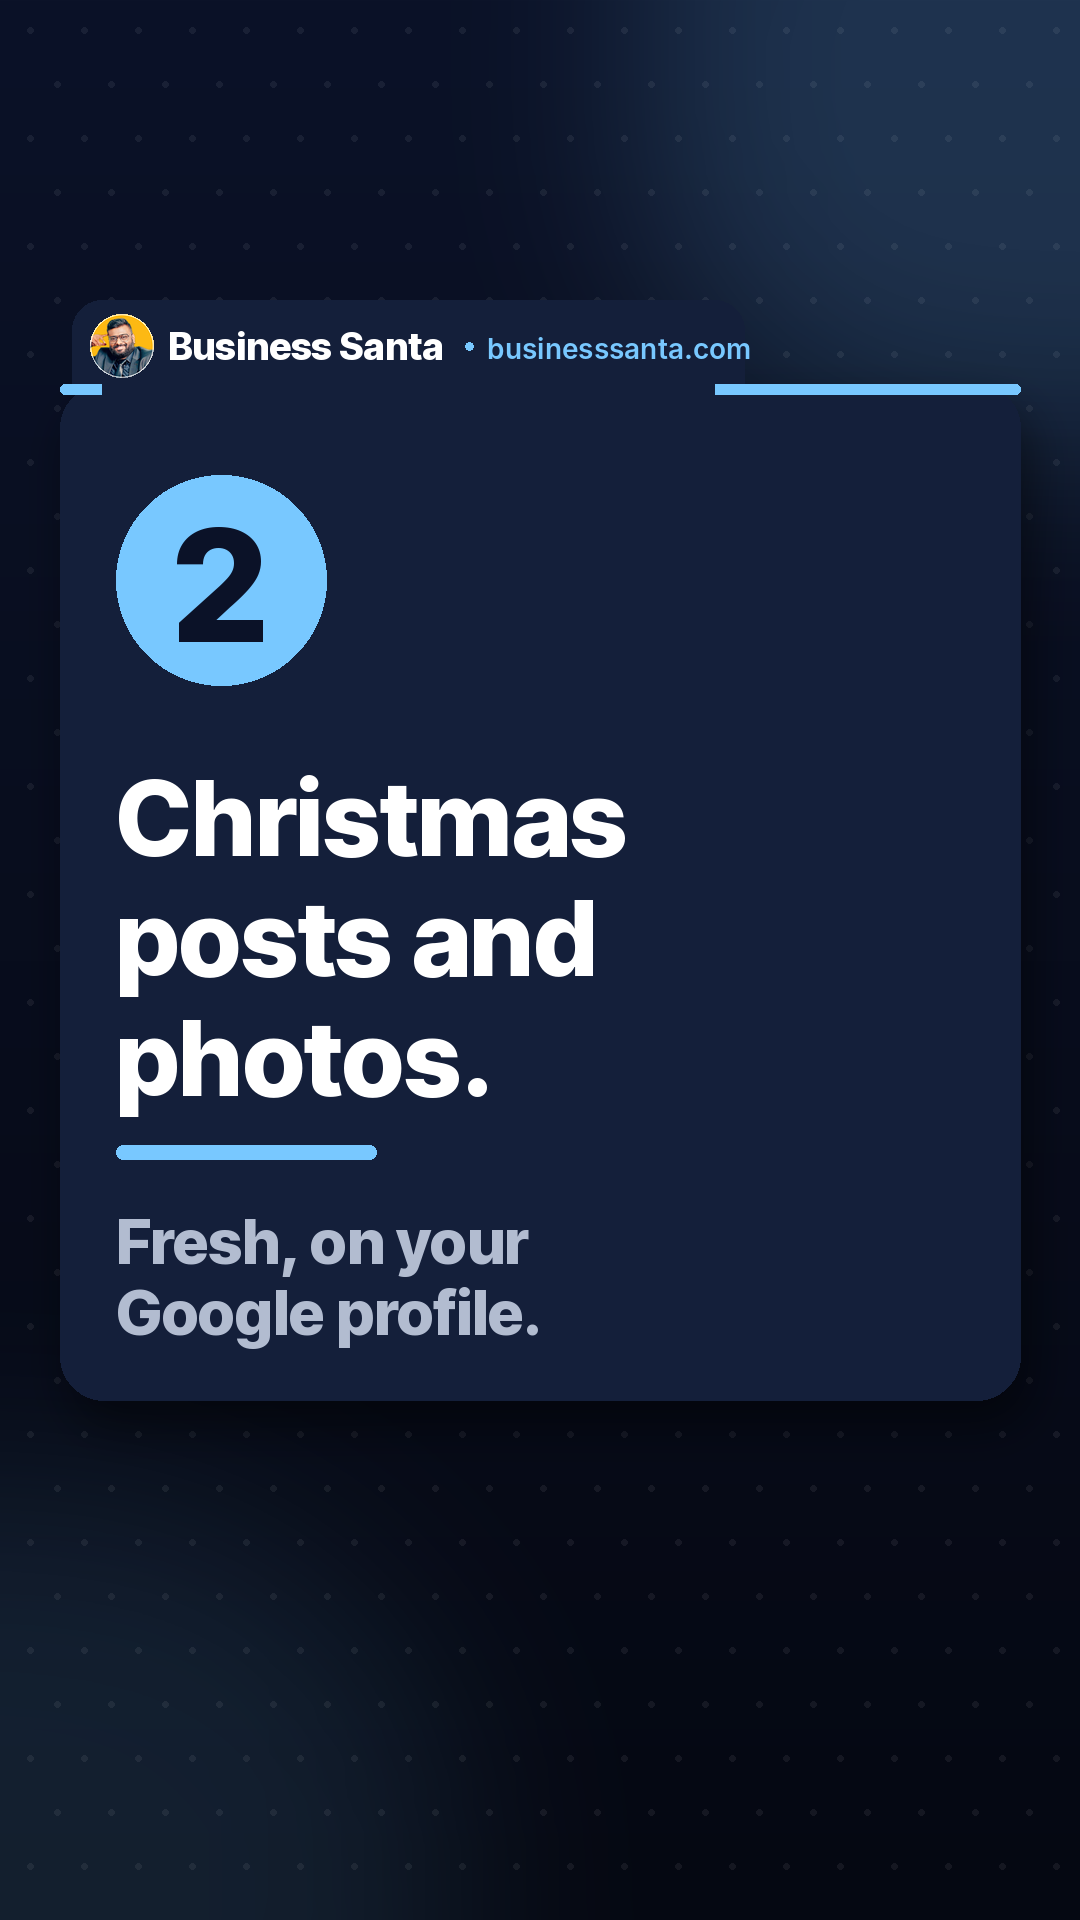 Business Santa • businesssanta.com
2
Christmas
posts and
photos.
Fresh, on your
Google profile.